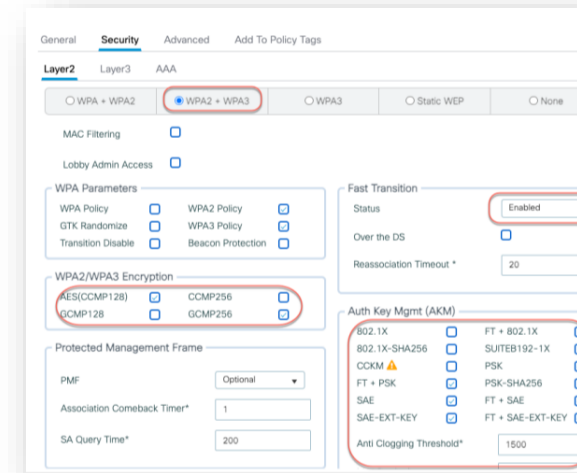 General Security Advanced Add To Policy Tags
Layer2 Layer3 AAA
WPA + WPA2 WPA2 + WPA3 WPA3 Static WEP None
MAC Filtering
Lobby Admin Access
WPA Parameters
WPA Policy WPA2 Policy
GTK Randomize WPA3 Policy
Transition Disable Beacon Protection
WPA2/WPA3 Encryption
AES(CCMP128) CCMP256
GCMP128 GCMP256
Protected Management Frame
PMF Optional
Association Comeback Timer* 1
SA Query Time* 200
Fast Transition
Status Enabled
Over the DS
Reassociation Timeout * 20
Auth Key Mgmt (AKM)
802.1X FT + 802.1X
802.1X-SHA256 SUITEB192-1X
CCKM PSK
FT + PSK PSK-SHA256
SAE FT + SAE
SAE-EXT-KEY FT + SAE-EXT-KEY
Anti Clogging Threshold* 1500